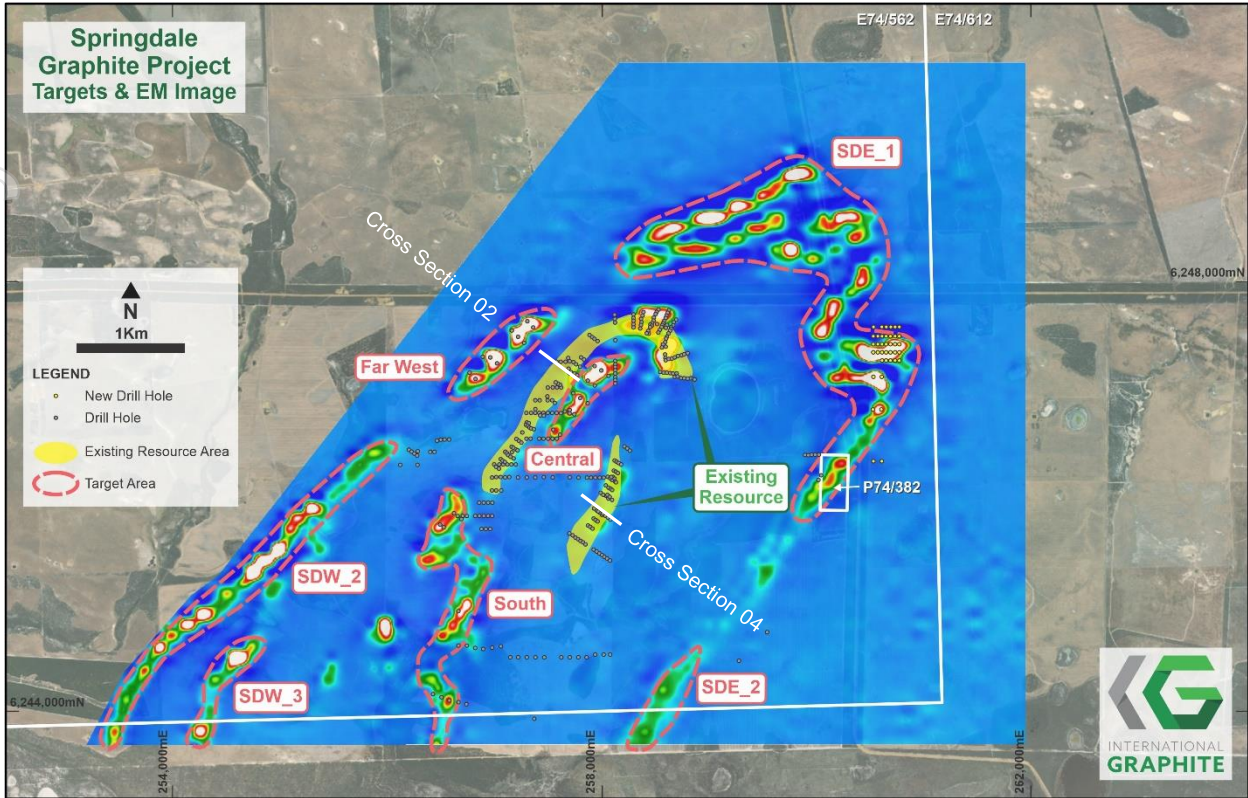 Springdale
Graphite Project
Targets & EM Image
E74/562
E74/612
SDE_1
Cross Section 02
6,248,000mN
N
1Km
LEGEND
New Drill Hole
Drill Hole
Existing Resource Area
Target Area
Far West
Central
Existing
Resource
P74/382
SDW_2
South
Cross Section 04
SDW_3
SDE_2
6,244,000mN
254,000mE
258,000mE
262,000mE
INTERNATIONAL
GRAPHITE